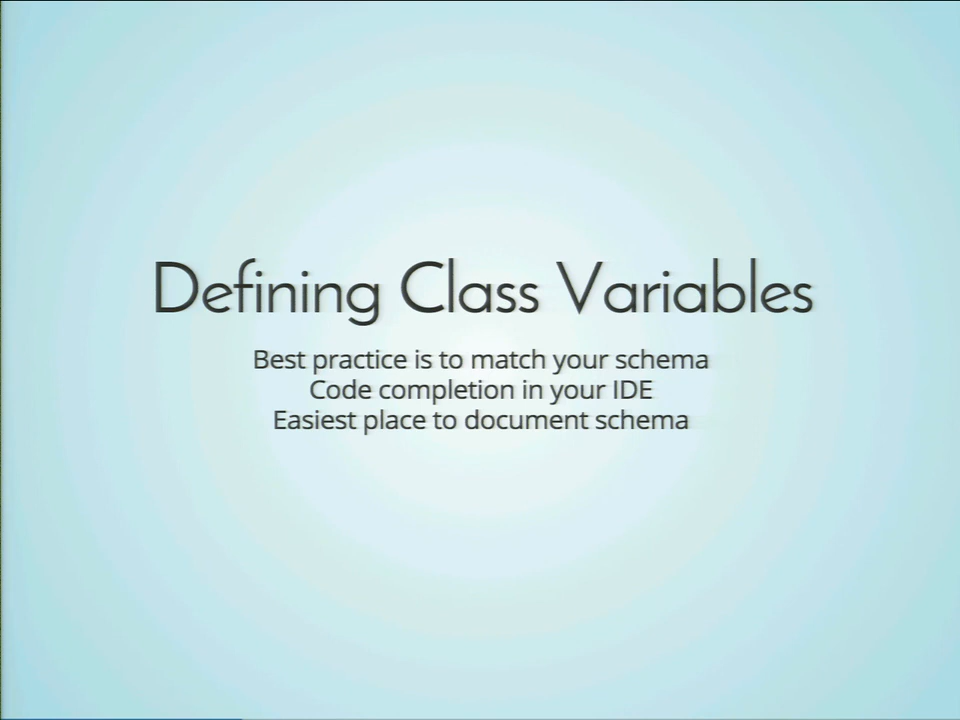 Defining Class Variables
Best practice is to match your schema
Code completion in your IDE
Easiest place to document schema